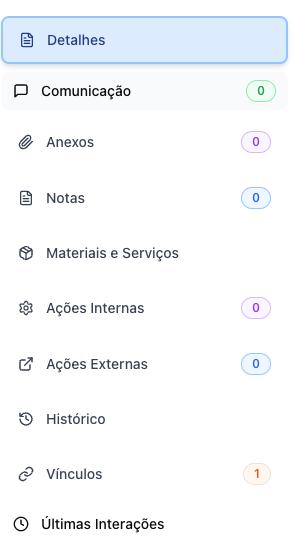 Detalhes
Comunicação 0
Anexos 0
Notas 0
Materiais e Serviços
Ações Internas 0
Ações Externas 0
Histórico
Vínculos 1
Últimas Interações